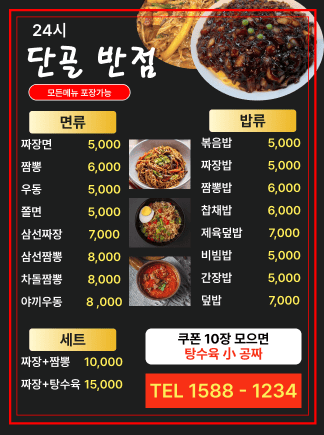 24시
단골 반점
모든메뉴 포장가능
면류
짜장면 5,000
짬뽕 6,000
우동 5,000
쫄면 5,000
삼선짜장 7,000
삼선짬뽕 8,000
차돌짬뽕 8,000
야끼우동 8 ,000
밥류
볶음밥 5,000
짜장밥 5,000
짬뽕밥 6,000
잡채밥 6,000
제육덮밥 7,000
비빔밥 5,000
간장밥 5,000
덮밥 7,000
세트
짜장+짬뽕 10,000
짜장+탕수육 15,000
쿠폰 10장 모으면
탕수육 小 공짜
TEL 1588 - 1234